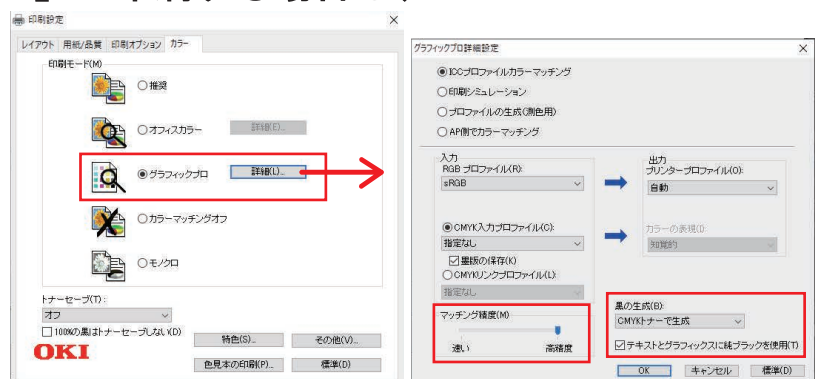 印刷設定
レイアウト 用紙/品質 印刷オプション カラー
印刷モード(M)
推奨
オフィスカラー 詳細(E)...
グラフィックプロ 詳細(L)...
カラーマッチングオフ
モノクロ
トナーセーブ(T):
オフ
100%の黒はトナーセーブしない(D)
特色(S)... その他(V)...
OKI
色見本の印刷(P)... 標準(D)
グラフィックプロ詳細設定
ICCプロファイルカラーマッチング
印刷シミュレーション
プロファイルの生成(測色用)
AP側でカラーマッチング
入力
RGB プロファイル(R):
sRGB
CMYK入力プロファイル(C):
指定なし
墨版の保存(K)
CMYKリンクプロファイル(L):
指定なし
出力
プリンタープロファイル(O):
自動
カラーの表現(I):
知覚的
マッチング精度(M)
速い 高精度
黒の生成(B):
CMYKトナーで生成
テキストとグラフィックスに純ブラックを使用(T)
OK キャンセル 標準(D)